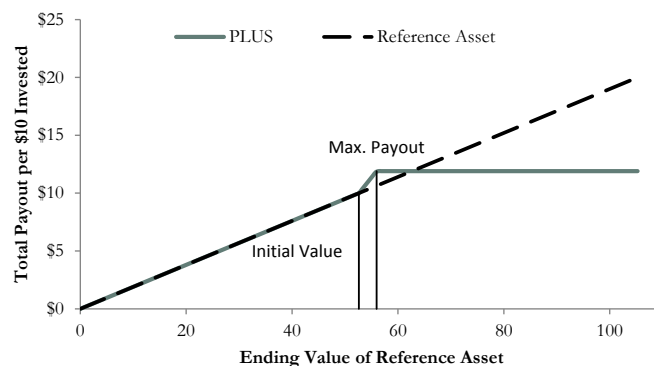 $25
$20
$15
$10
$5
$0
Total Payout per $10 Invested
PLUS
Reference Asset
Max. Payout
Initial Value
0 20 40 60 80 100
Ending Value of Reference Asset